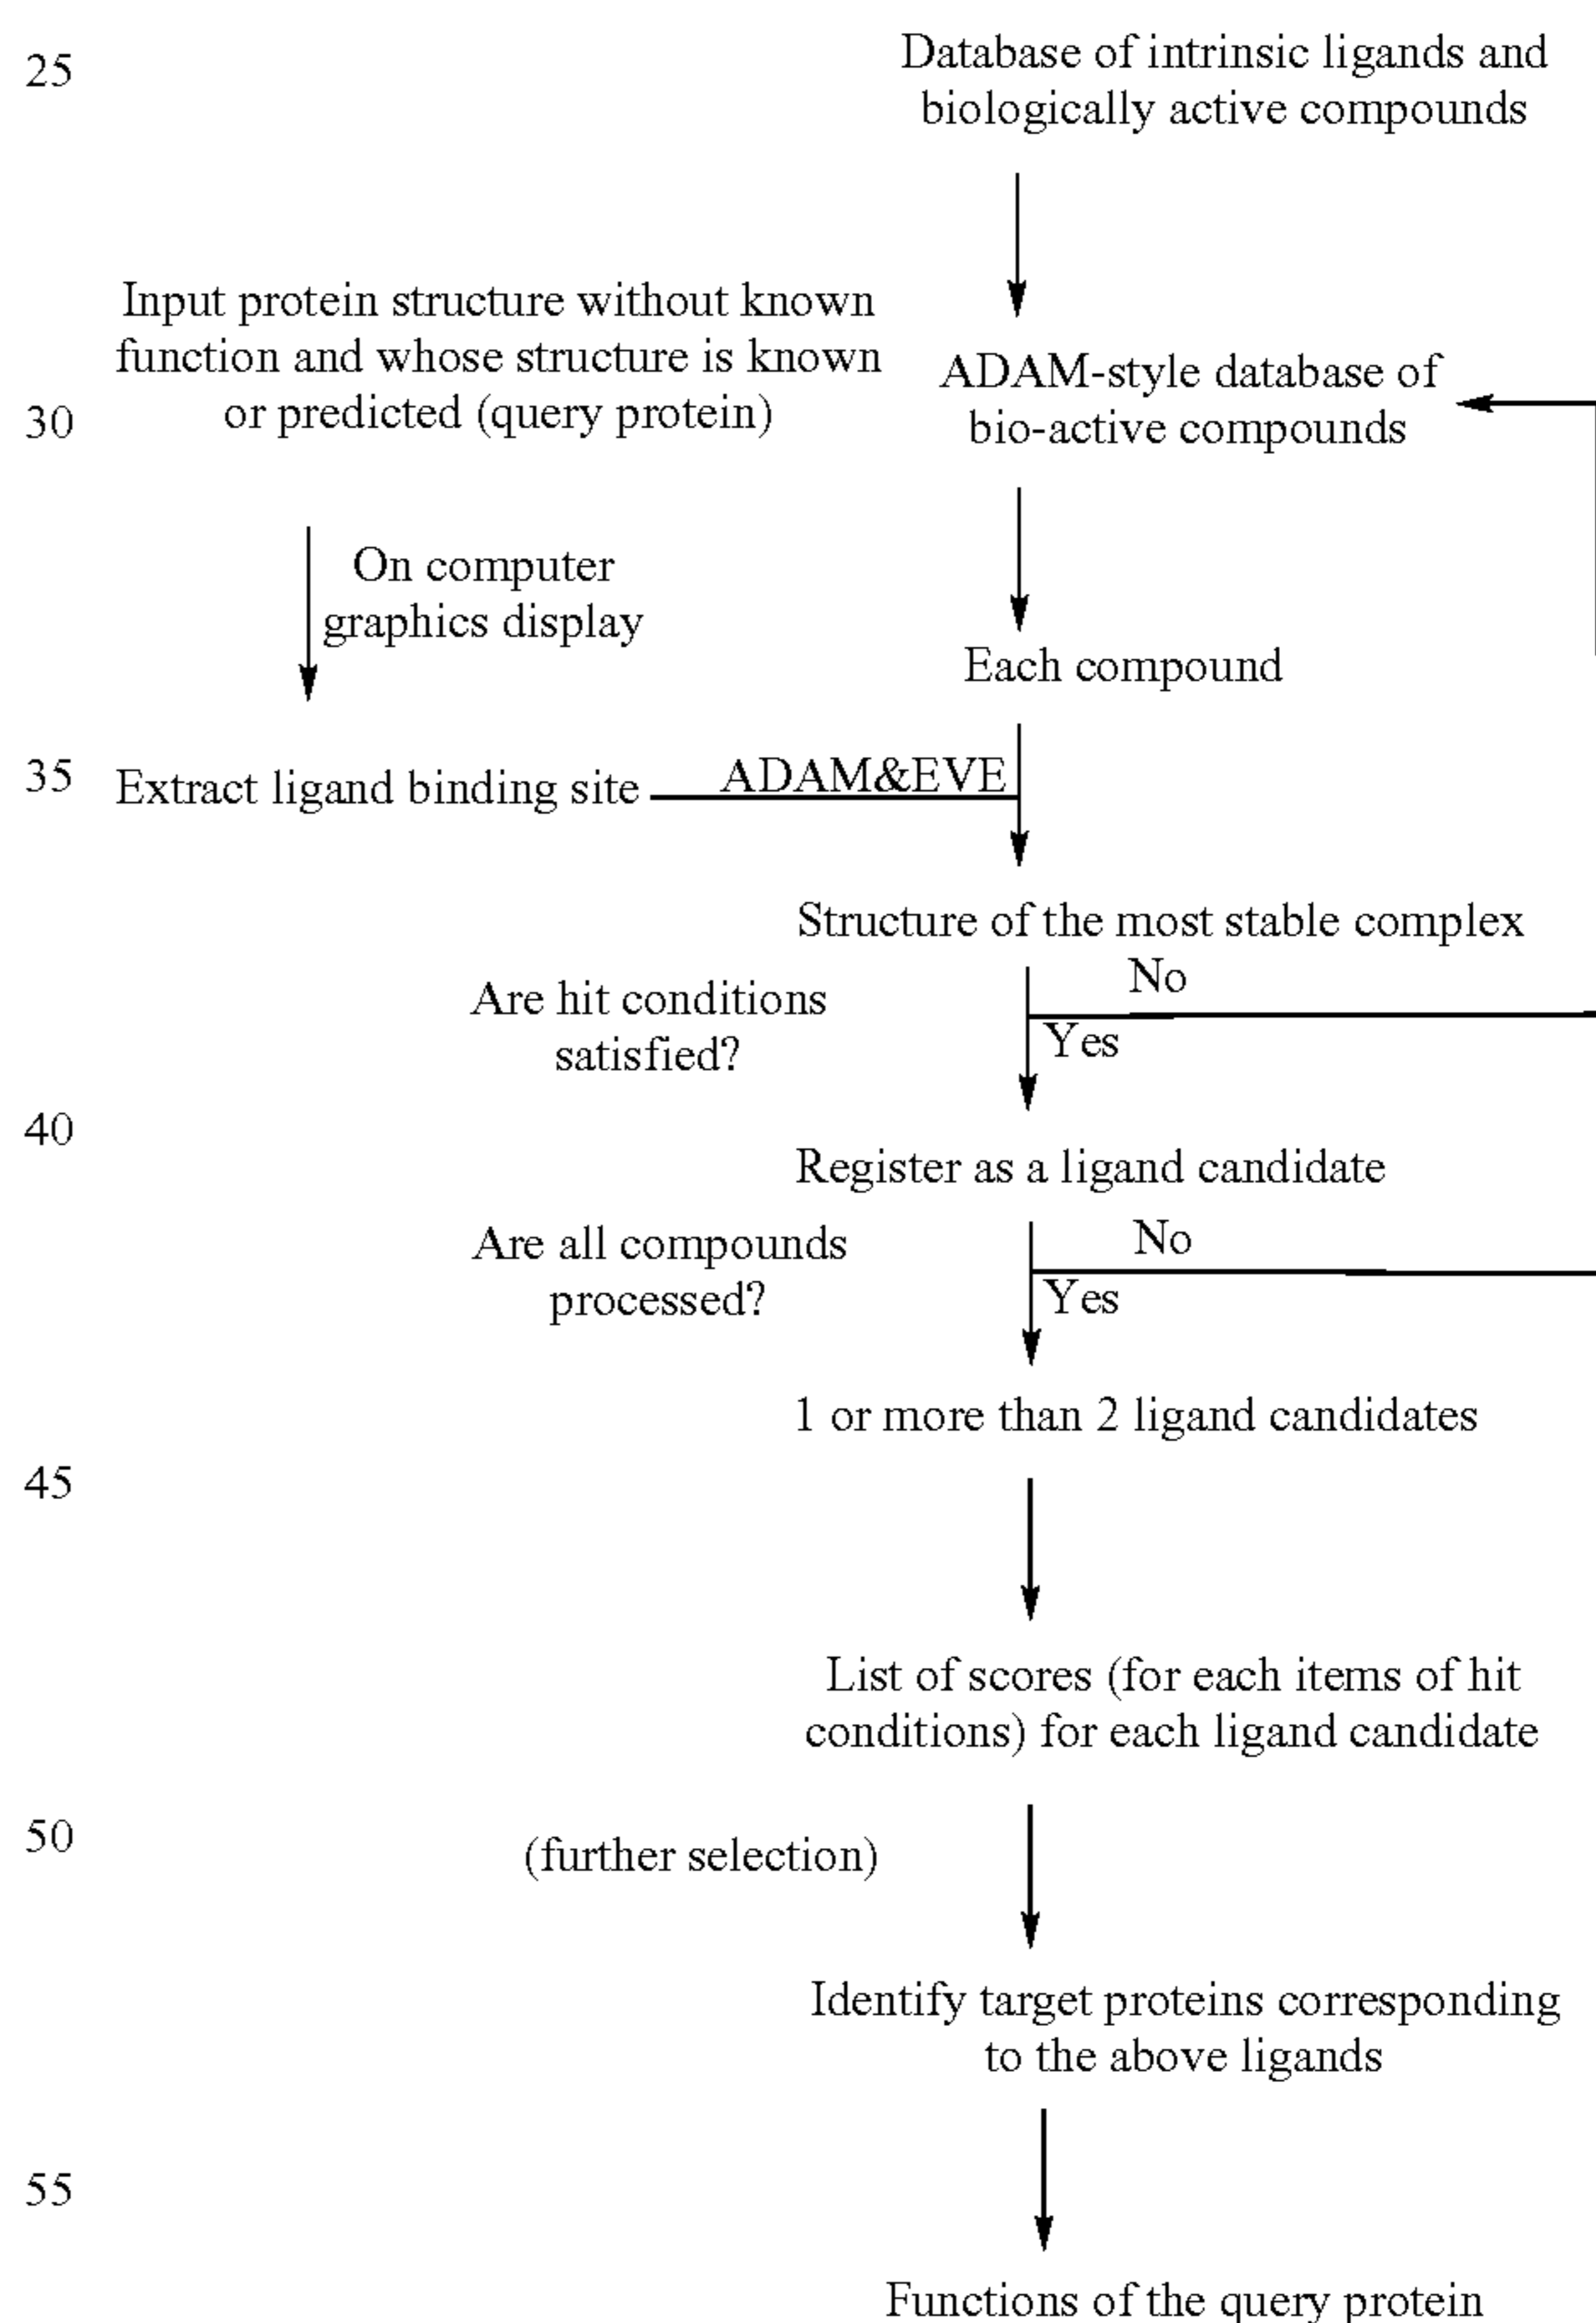 25
Database of intrinsic ligands and
biologically active compounds
Input protein structure without known
function and whose structure is known
or predicted (query protein)
30
ADAM-style database of
bio-active compounds
On computer
graphics display
Each compound
35
Extract ligand binding site
ADAM&EVE
Structure of the most stable complex
Are hit conditions
satisfied?
No
Yes
40
Register as a ligand candidate
Are all compounds
processed?
No
Yes
1 or more than 2 ligand candidates
45
List of scores (for each items of hit
conditions) for each ligand candidate
50
(further selection)
Identify target proteins corresponding
to the above ligands
55
Functions of the query protein